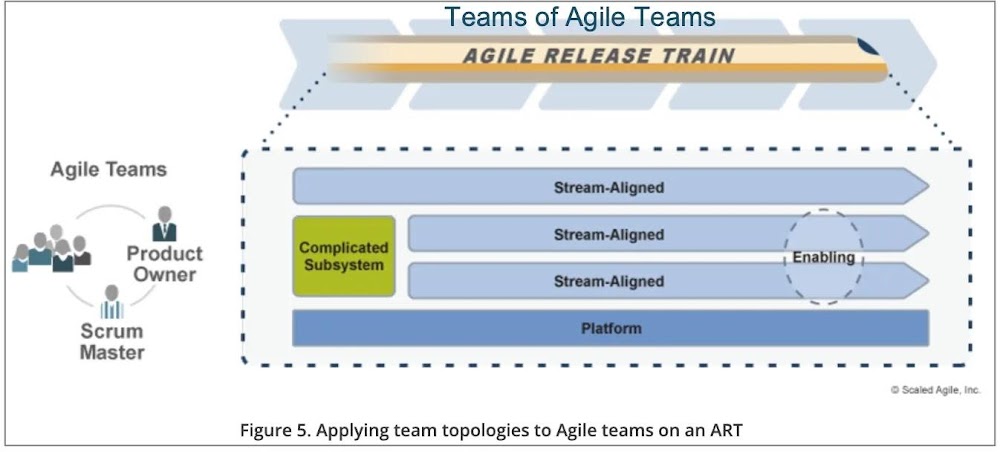 Teams of Agile Teams
AGILE RELEASE TRAIN
Agile Teams
Product
Owner
Scrum
Master
Stream-Aligned
Complicated
Subsystem
Stream-Aligned
Stream-Aligned
Enabling
Platform
© Scaled Agile, Inc.
Figure 5. Applying team topologies to Agile teams on an ART